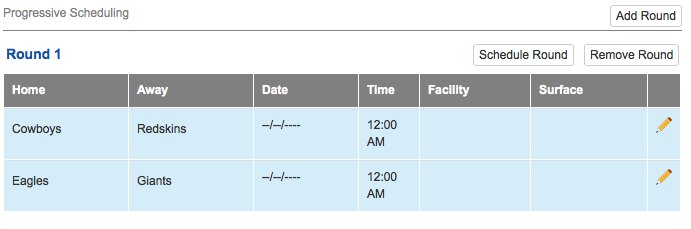 Progressive Scheduling Add Round
Round 1 Schedule Round Remove Round
Home Away Date Time Facility Surface
Cowboys Redskins --/--/---- 12:00
AM
Eagles Giants --/--/---- 12:00
AM